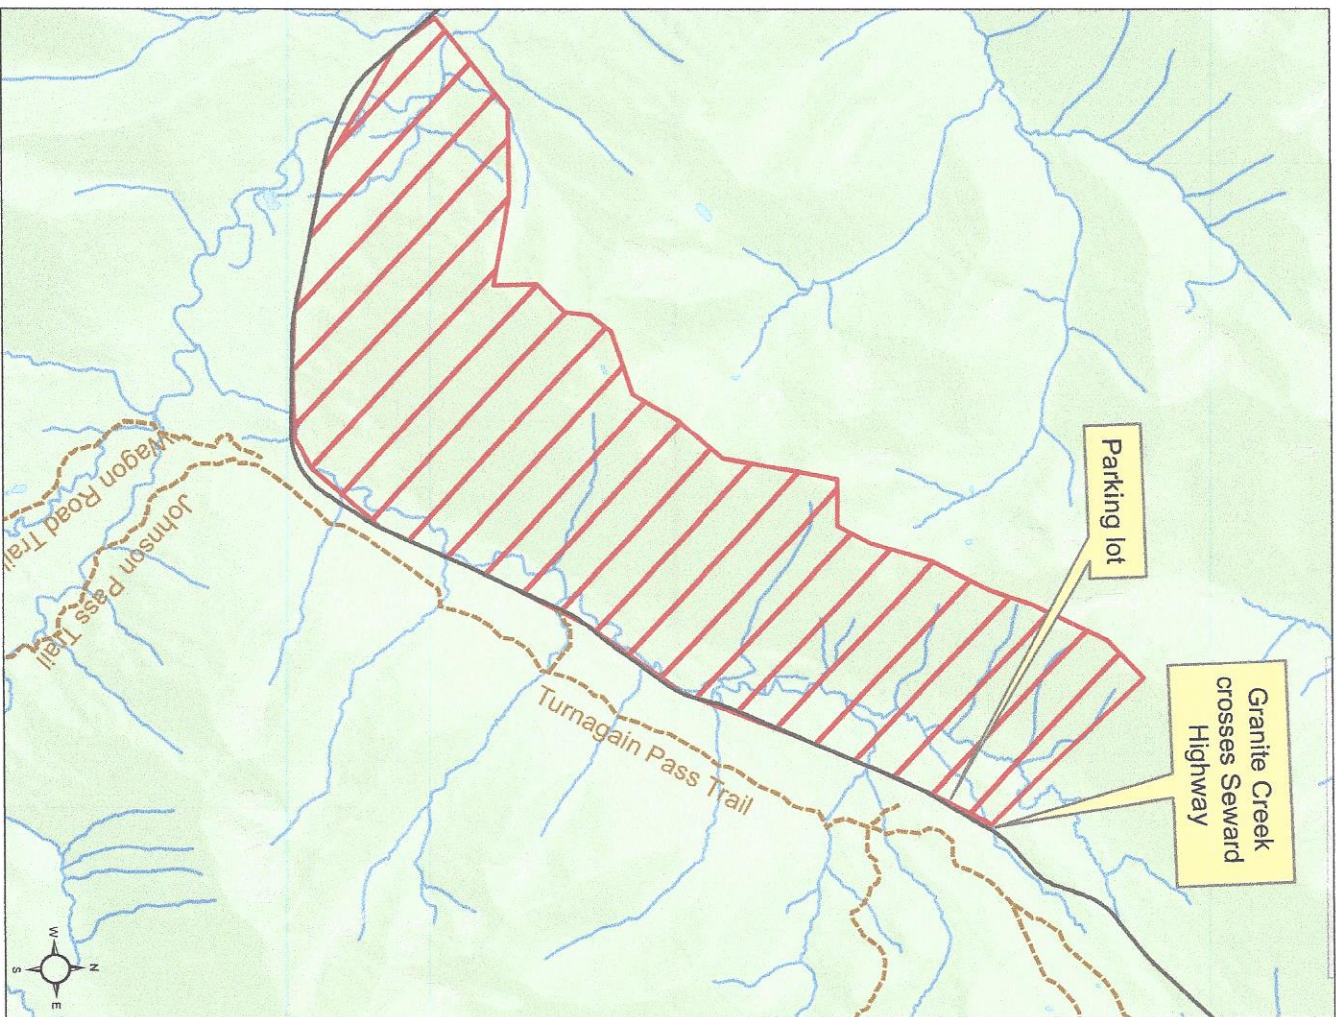 Parking lot
Granite Creek
crosses Seward
Highway
Wagon Road Trail
Johnson Pass Trail
Turnagain Pass Trail
N
W
E
S